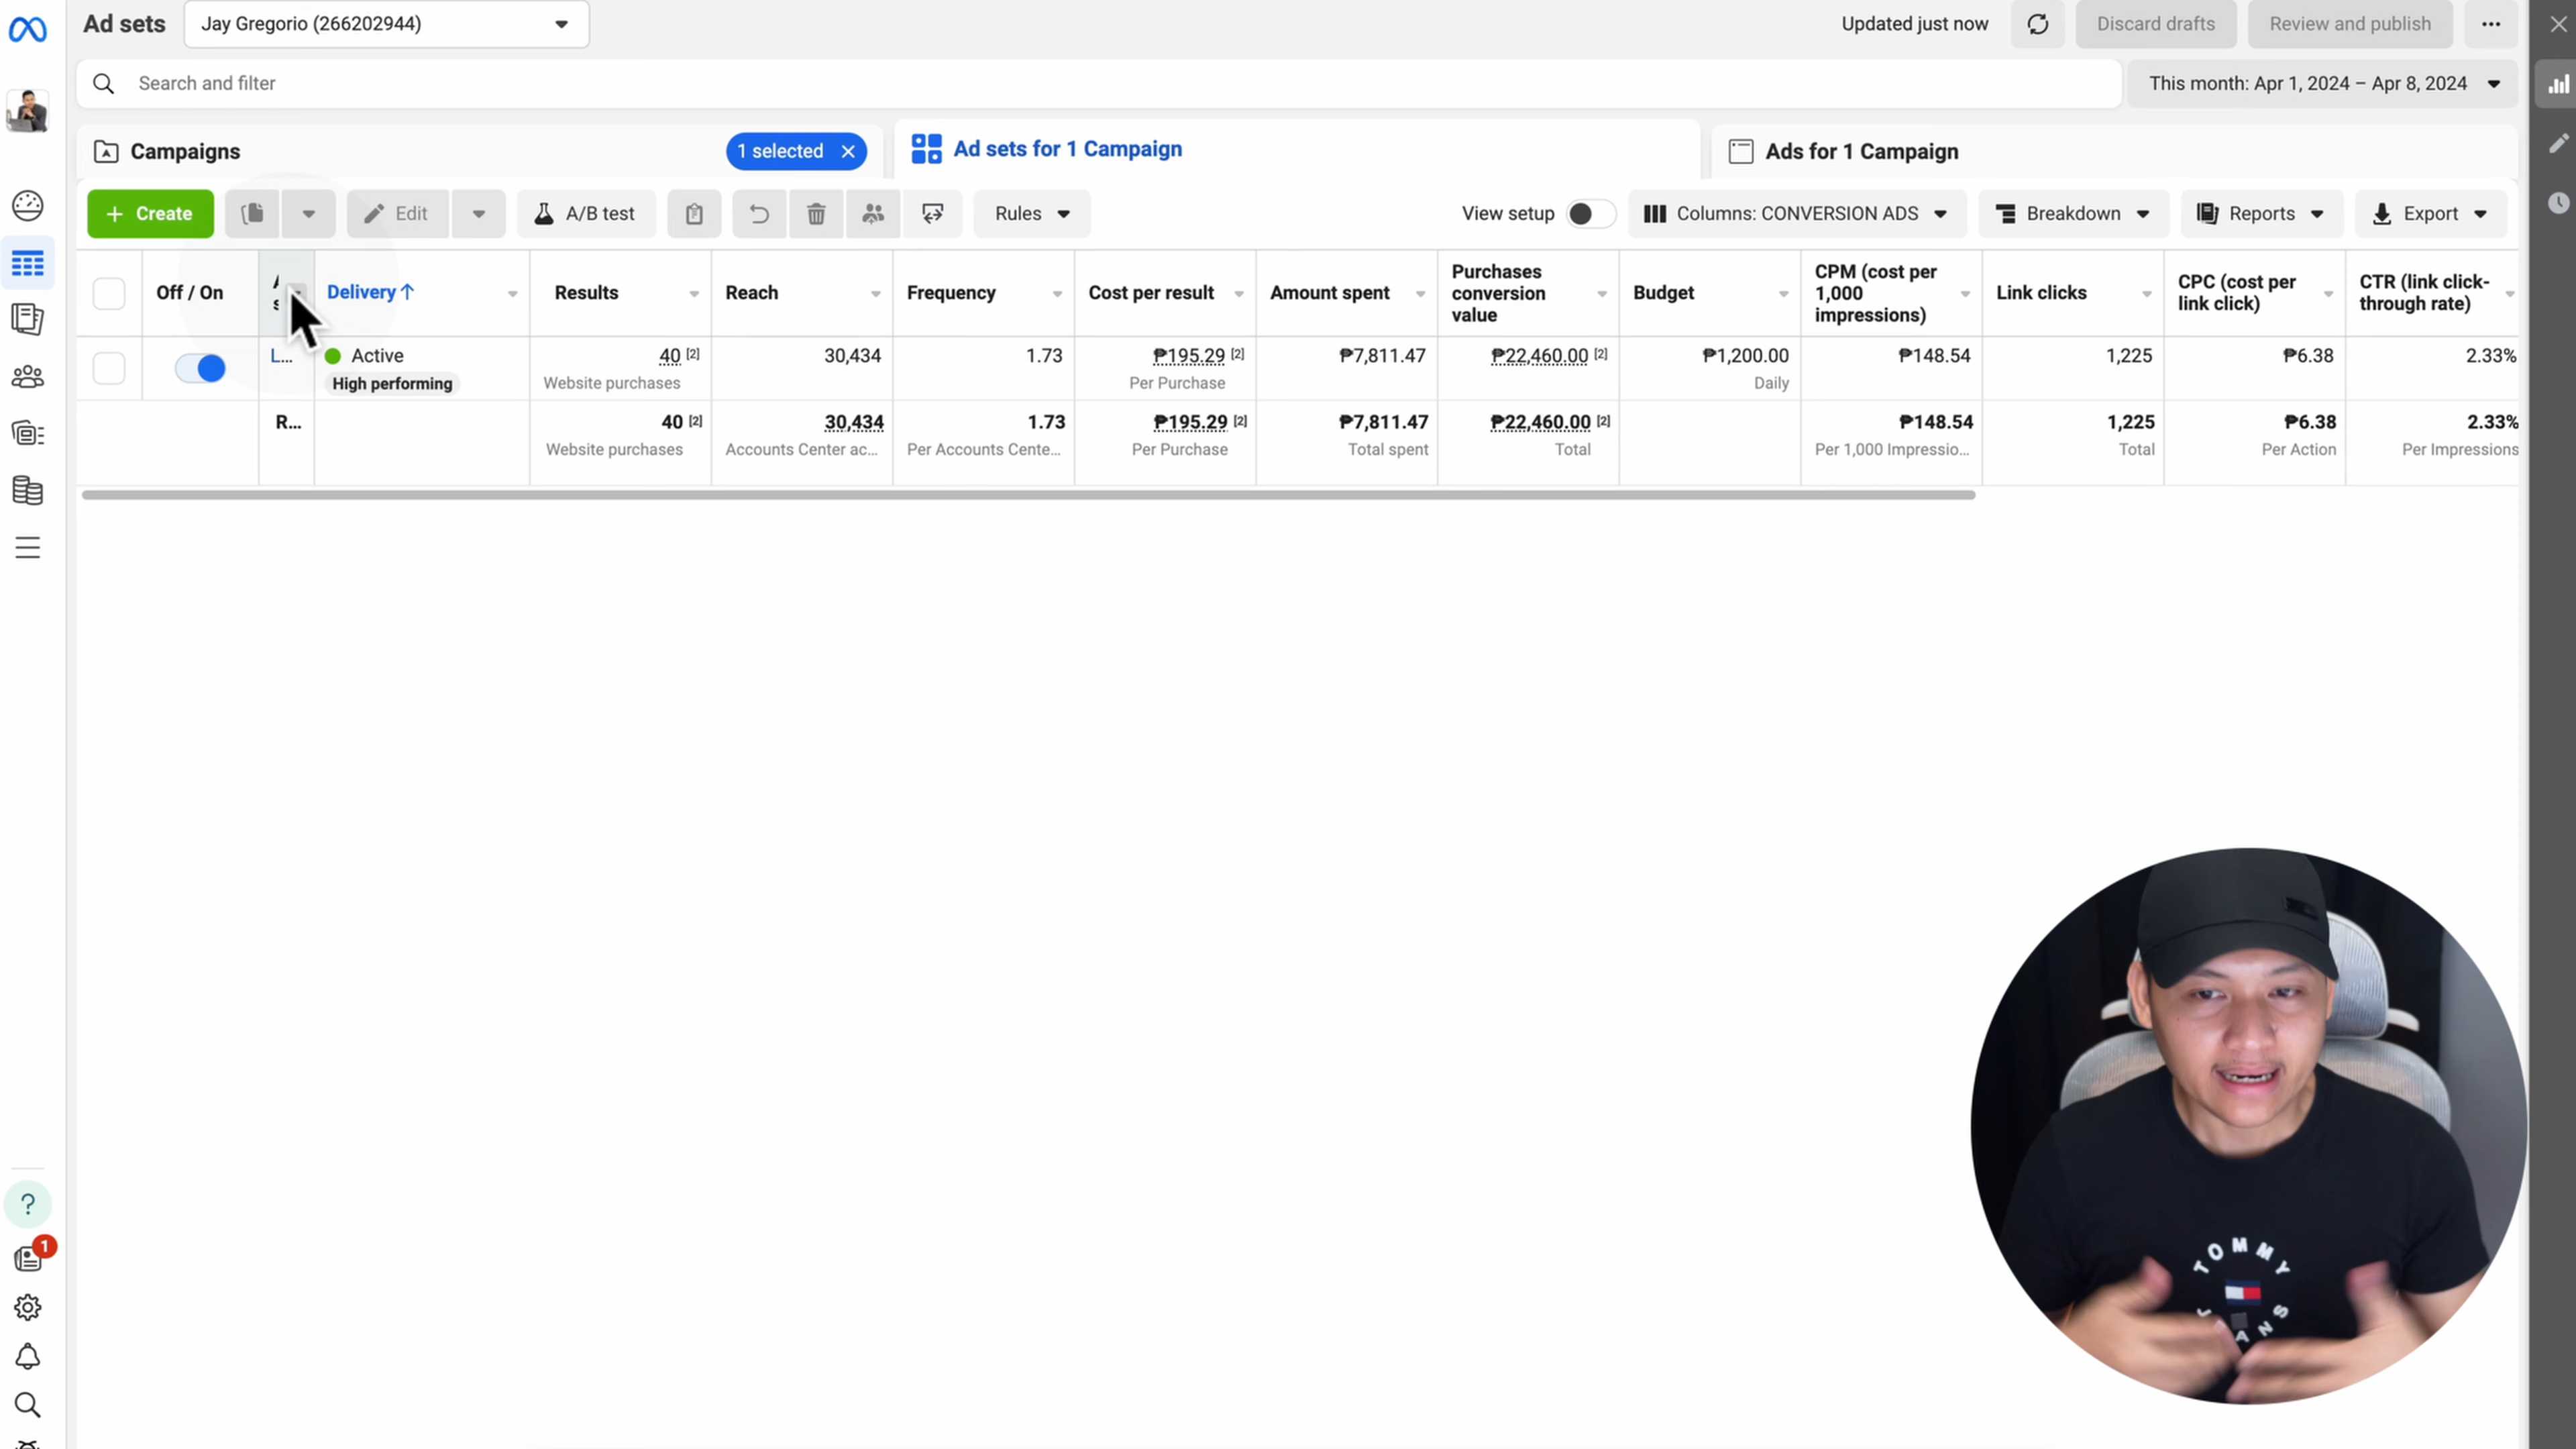 Ad sets
Jay Gregorio (266202944)
Updated just now
Discard drafts
Review and publish
Search and filter
This month: Apr 1, 2024 – Apr 8, 2024
Campaigns
1 selected
Ad sets for 1 Campaign
Ads for 1 Campaign
+ Create
Edit
A/B test
Rules
View setup
Columns: CONVERSION ADS
Breakdown
Reports
Export
Off / On
Delivery ↑
Results
Reach
Frequency
Cost per result
Amount spent
Purchases
conversion
value
Budget
CPM (cost per
1,000
impressions)
Link clicks
CPC (cost per
link click)
CTR (link click-
through rate)
L...
Active
High performing
40 [2]
Website purchases
30,434
1.73
₱195.29 [2]
Per Purchase
₱7,811.47
₱22,460.00 [2]
₱1,200.00
Daily
₱148.54
1,225
₱6.38
2.33%
R...
40 [2]
Website purchases
30,434
Accounts Center ac...
1.73
Per Accounts Cente...
₱195.29 [2]
Per Purchase
₱7,811.47
Total spent
₱22,460.00 [2]
Total
₱148.54
Per 1,000 Impressio...
1,225
Total
₱6.38
Per Action
2.33%
Per Impressions
?
1
TOMMY